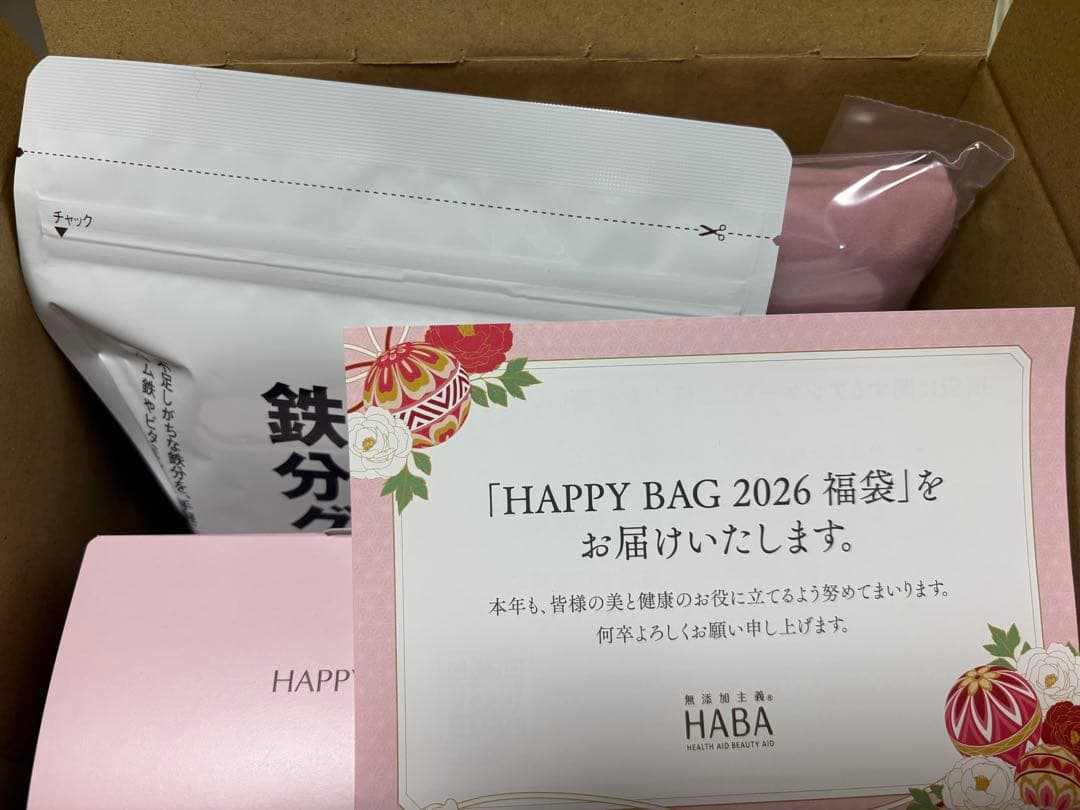 チャック
不足しがちな鉄分を、手
ム鉄やビタ
鉄
分
グ
「HAPPY BAG 2026 福袋」を
お届けいたします。
本年も、皆様の美と健康のお役に立てるよう努めてまいります。
何卒よろしくお願い申し上げます。
無添加主義®
HABA
HEALTH AID BEAUTY AID
HAPPY